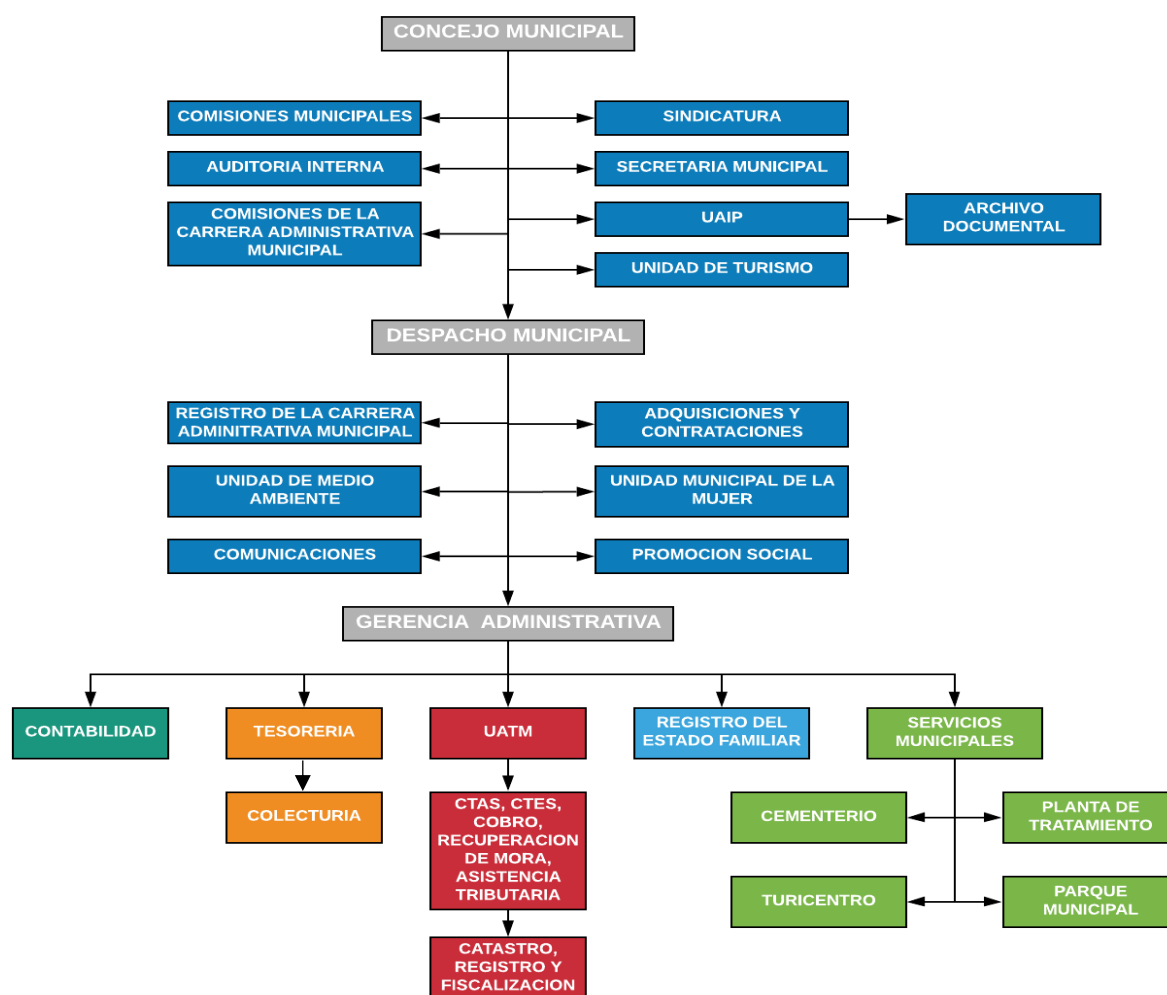 CONCEJO MUNICIPAL
COMISIONES MUNICIPALES
SINDICATURA
AUDITORIA INTERNA
SECRETARIA MUNICIPAL
COMISIONES DE LA
CARRERA ADMINISTRATIVA
MUNICIPAL
UAIP
ARCHIVO
DOCUMENTAL
UNIDAD DE TURISMO
DESPACHO MUNICIPAL
REGISTRO DE LA CARRERA
ADMINITRATIVA MUNICIPAL
ADQUISICIONES Y
CONTRATACIONES
UNIDAD DE MEDIO
AMBIENTE
UNIDAD MUNICIPAL DE LA
MUJER
COMUNICACIONES
PROMOCION SOCIAL
GERENCIA ADMINISTRATIVA
CONTABILIDAD
TESORERIA
UATM
REGISTRO DEL
ESTADO FAMILIAR
SERVICIOS
MUNICIPALES
COLECTURIA
CTAS, CTES,
COBRO,
RECUPERACION
DE MORA,
ASISTENCIA
TRIBUTARIA
CEMENTERIO
PLANTA DE
TRATAMIENTO
TURICENTRO
PARQUE
MUNICIPAL
CATASTRO,
REGISTRO Y
FISCALIZACION